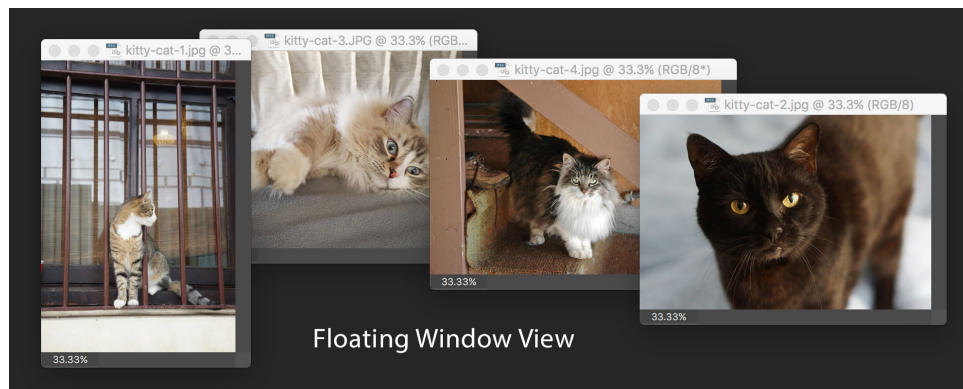 kitty-cat-1.jpg @ 3...
kitty-cat-3.JPG @ 33.3% (RGB...
kitty-cat-4.jpg @ 33.3% (RGB/8*)
kitty-cat-2.jpg @ 33.3% (RGB/8)
33.33%
33.33%
33.33%
Floating Window View